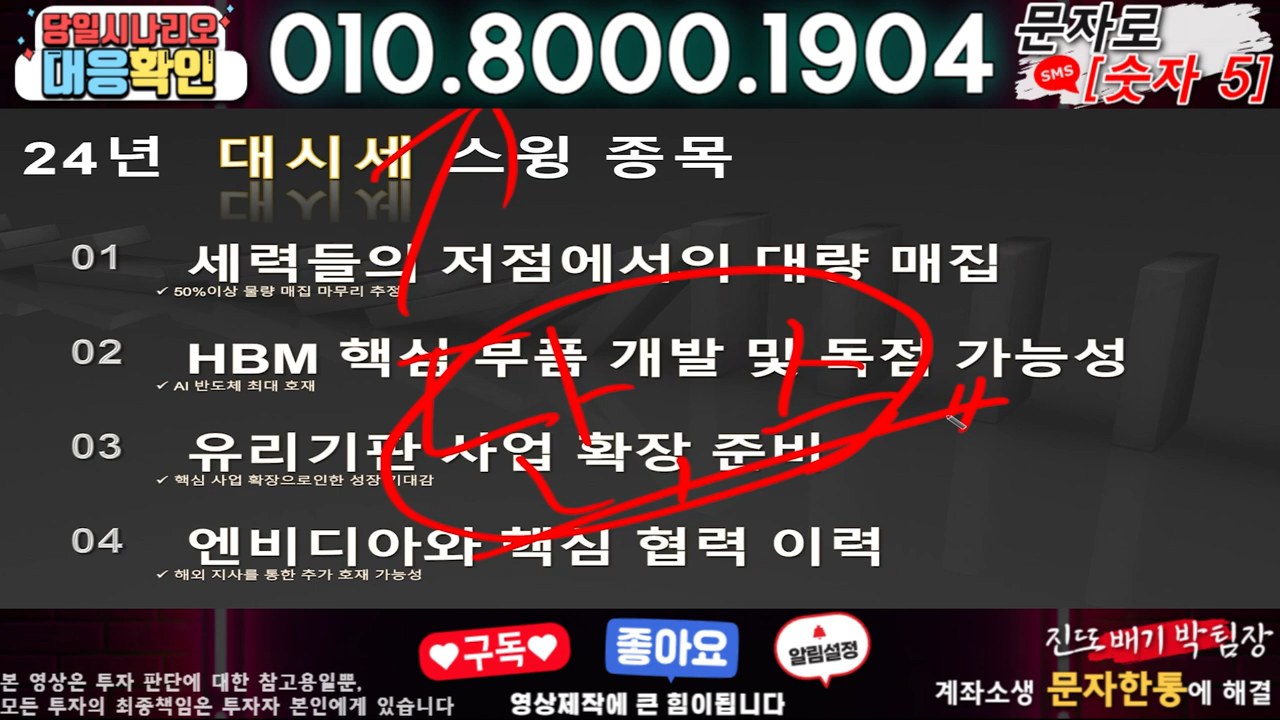 당일시나리오
대응확인
010.8000.1904
문자로
SMS
[숫자 5]
24년 대시세 스윙 종목
01 세력들의 저점에서의 대량 매집
✓ 50%이상 물량 매집 마무리 추정
02 HBM 핵심 부품 개발 및 독점 가능성
✓ AI 반도체 최대 호재
03 유리기판 사업 확장 준비
✓ 핵심 사업 확장으로인한 성장 기대감
04 엔비디아와 핵심 협력 이력
✓ 해외 지사를 통한 추가 호재 가능성
구독
좋아요
알림설정
영상제작에 큰 힘이됩니다
본 영상은 투자 판단에 대한 참고용일뿐,
모든 투자의 최종책임은 투자자 본인에게 있습니다
진또배기 박팀장
계좌소생 문자한통에 해결